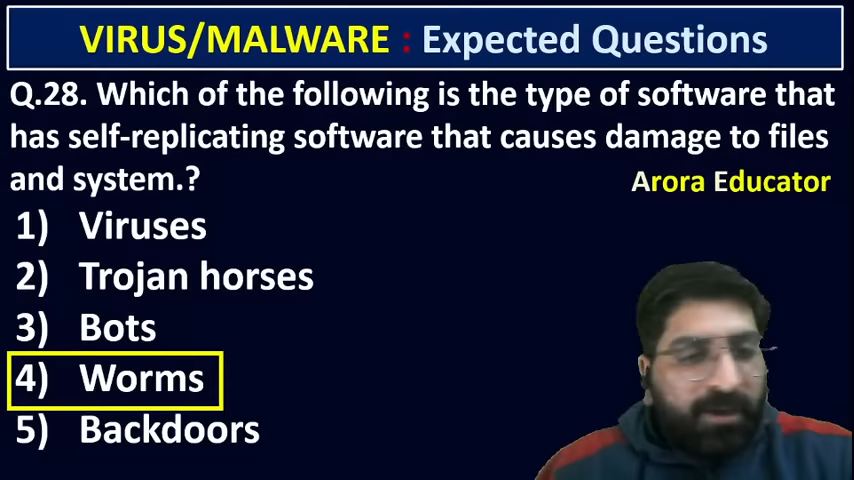 VIRUS/MALWARE : Expected Questions
Q.28. Which of the following is the type of software that
has self-replicating software that causes damage to files
and system.?
Arora Educator
1) Viruses
2) Trojan horses
3) Bots
4) Worms
5) Backdoors